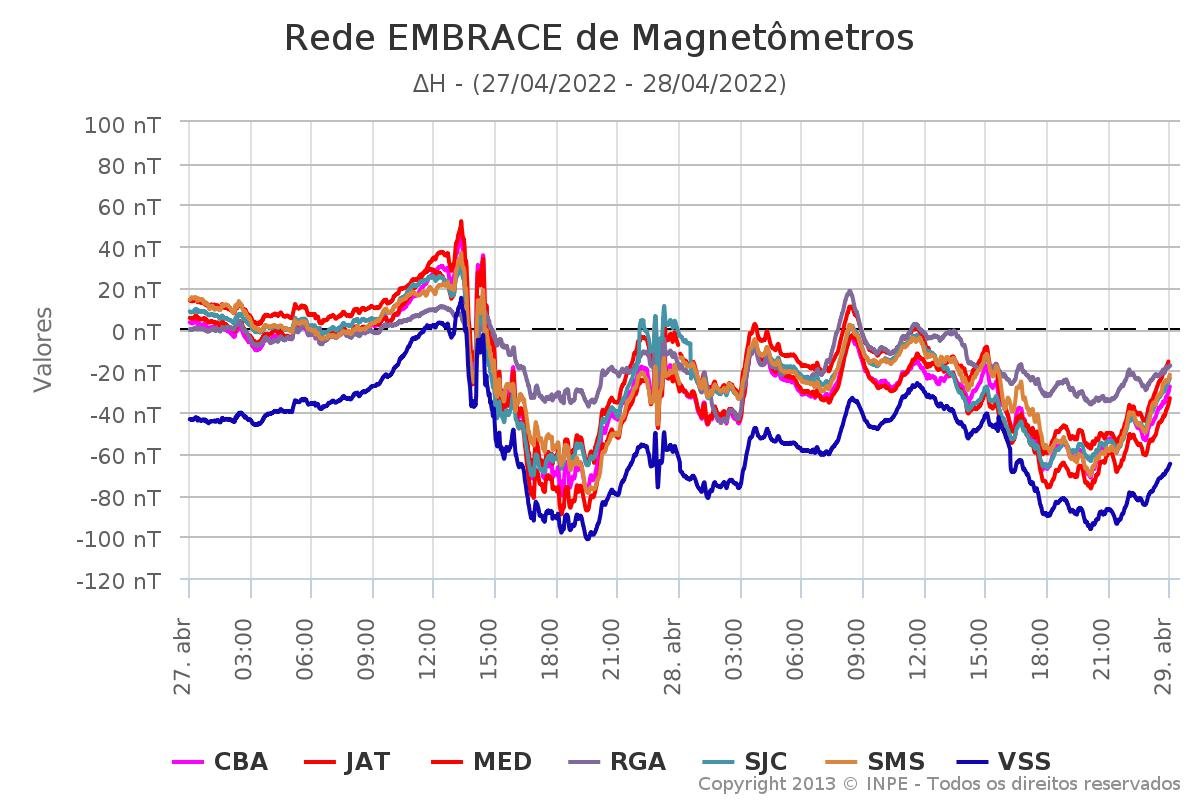 Rede EMBRACE de Magnetômetros
ΔH - (27/04/2022 - 28/04/2022)
Valores
100 nT
80 nT
60 nT
40 nT
20 nT
0 nT
-20 nT
-40 nT
-60 nT
-80 nT
-100 nT
-120 nT
27. abr 03:00 06:00 09:00 12:00 15:00 18:00 21:00 28. abr 03:00 06:00 09:00 12:00 15:00 18:00 21:00 29. abr
CBA JAT MED RGA SJC SMS VSS
Copyright 2013 © INPE - Todos os direitos reservados